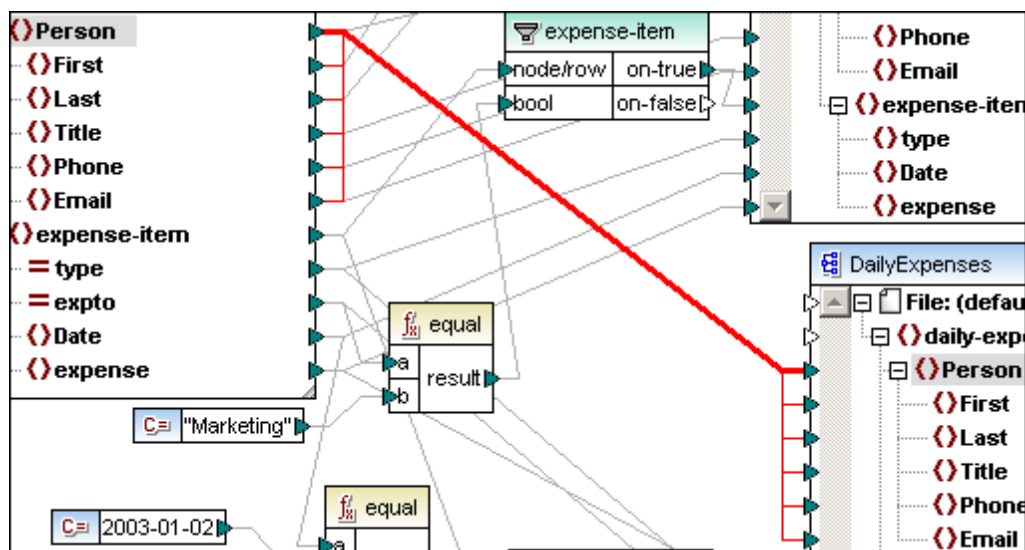 Person
First
Last
Title
Phone
Email
expense-item
type
expto
Date
expense
expense-item
node/row on-true
bool on-false
Phone
Email
expense-item
type
Date
expense
equal
a
result
b
C= "Marketing"
C= 2003-01-02
equal
a
DailyExpenses
File: (defau
daily-expe
Person
First
Last
Title
Phone
Email